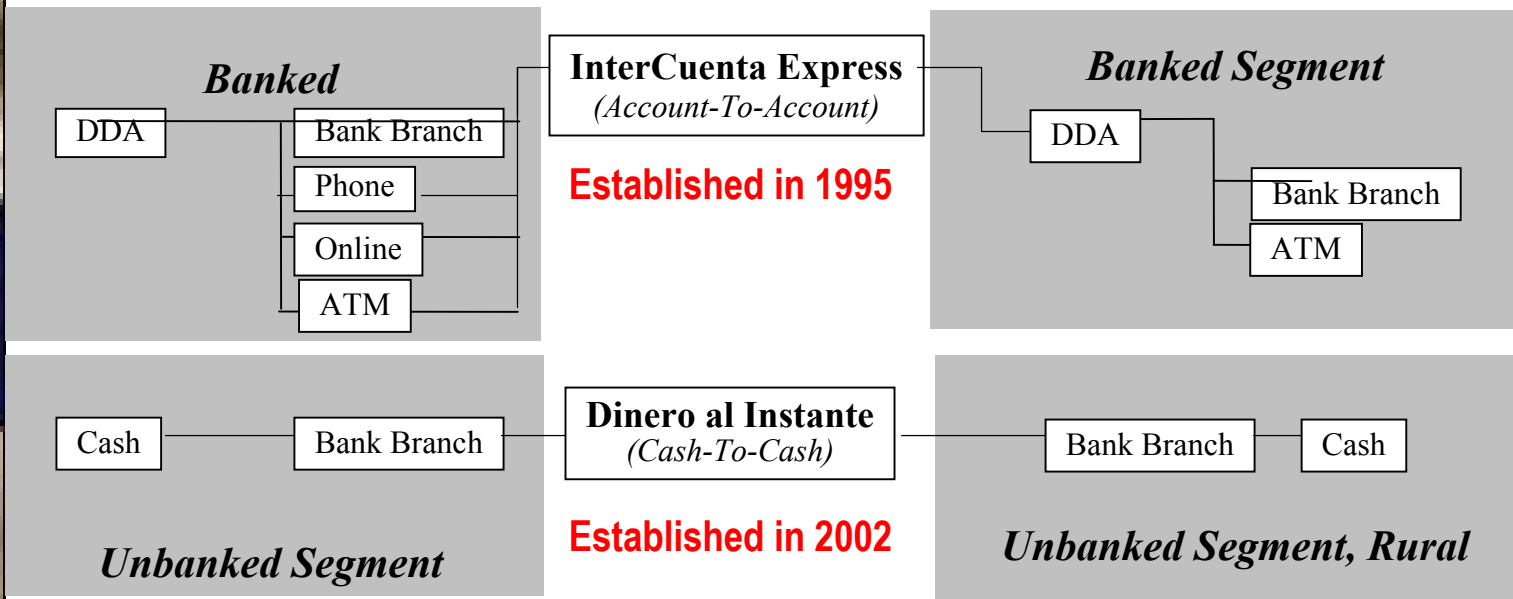 Banked
DDA
Bank Branch
Phone
Online
ATM
InterCuenta Express
(Account-To-Account)
Established in 1995
Banked Segment
DDA
Bank Branch
ATM
Cash
Bank Branch
Unbanked Segment
Dinero al Instante
(Cash-To-Cash)
Established in 2002
Bank Branch
Cash
Unbanked Segment, Rural